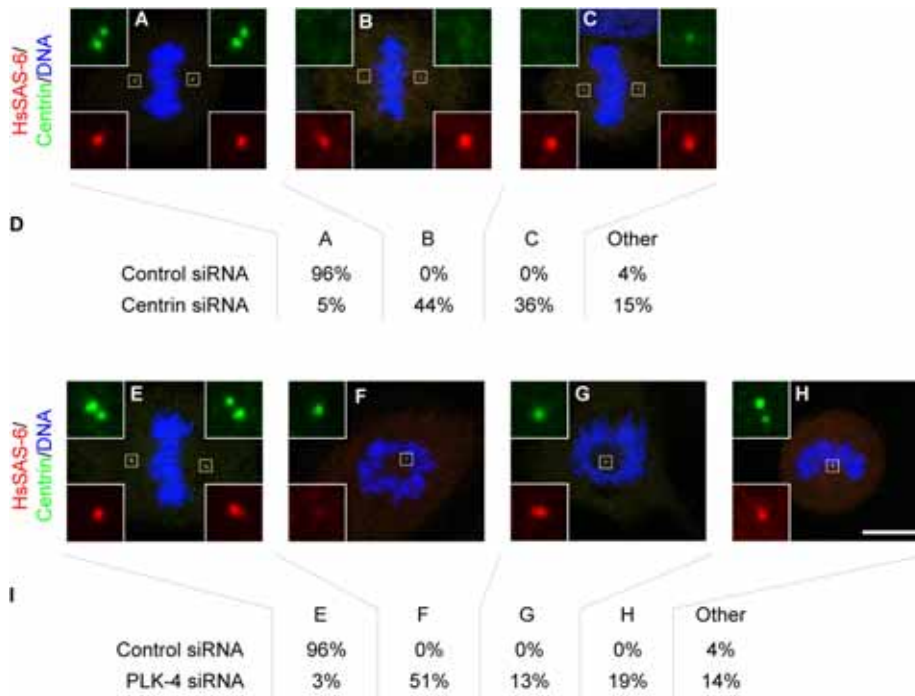 HsSAS-6/
Centrin/DNA
A
B
C
D
A B C Other
Control siRNA 96% 0% 0% 4%
Centrin siRNA 5% 44% 36% 15%
HsSAS-6/
Centrin/DNA
E
F
G
H
I
E F G H Other
Control siRNA 96% 0% 0% 0% 4%
PLK-4 siRNA 3% 51% 13% 19% 14%